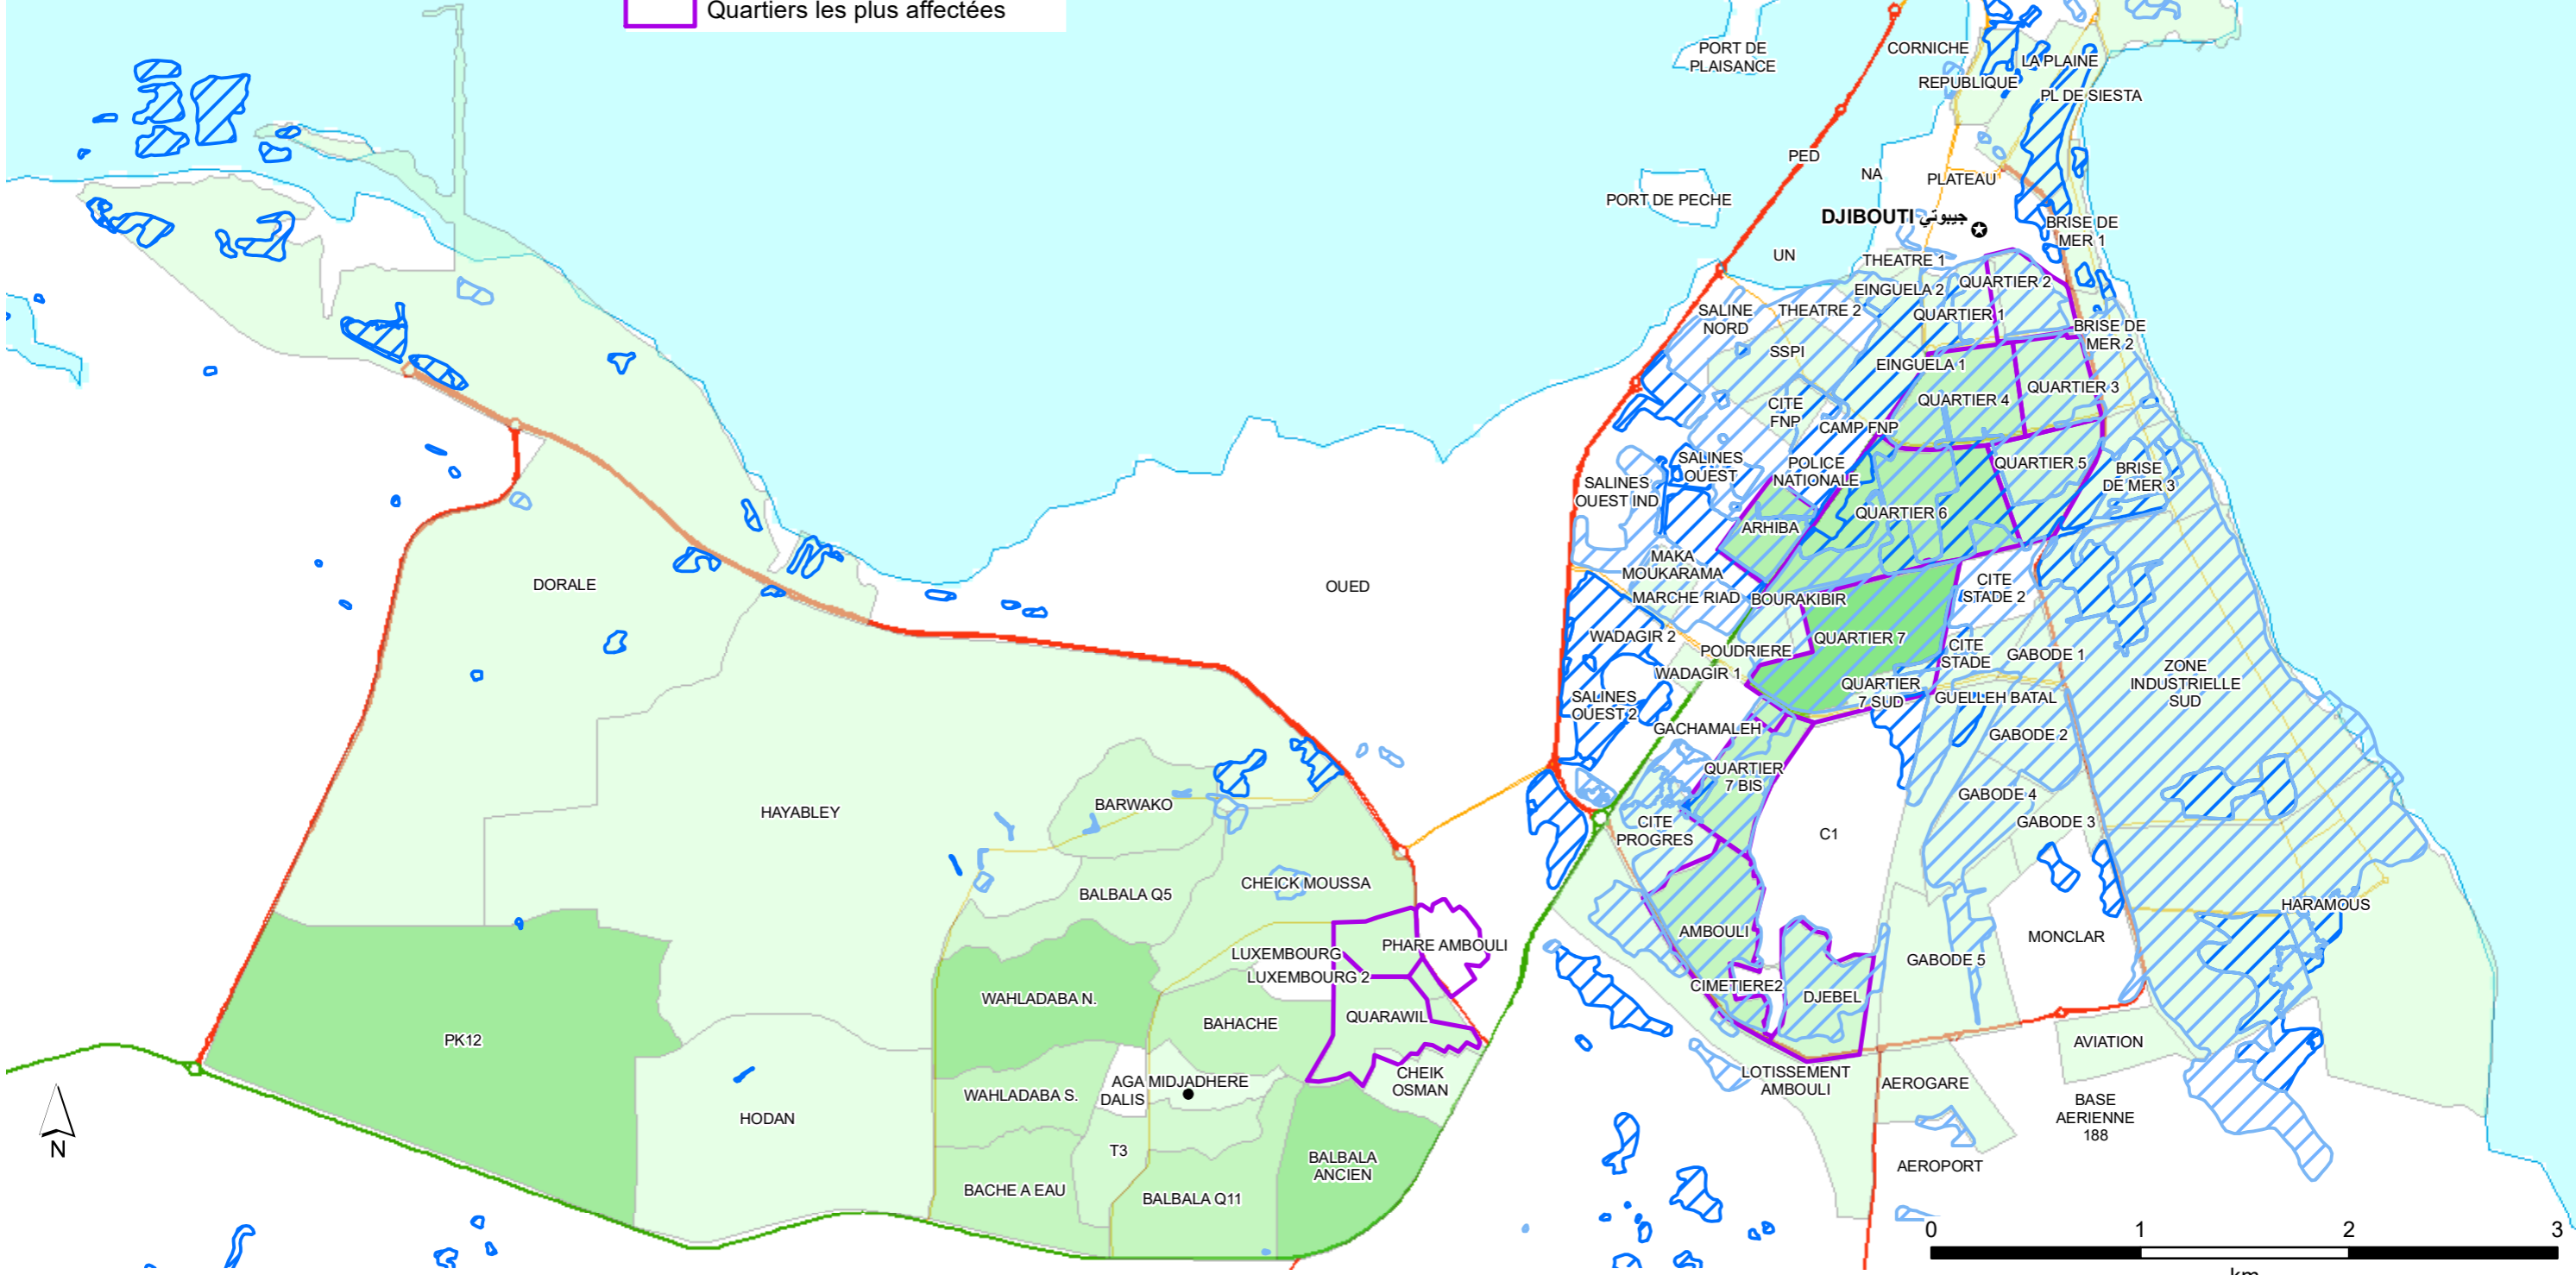 Quartiers les plus affectées
PORT DE
PLAISANCE
CORNICHE
REPUBLIQUE
LA PLAINE
PL DE SIESTA
PED
NA
PLATEAU
PORT DE PECHE
DJIBOUTI جيبوتي
BRISE DE
MER 1
UN
THEATRE 1
EINGUELA 2
QUARTIER 2
SALINE
NORD
THEATRE 2
QUARTIER 1
BRISE DE
MER 2
SSPI
EINGUELA 1
QUARTIER 3
QUARTIER 4
CITE
FNP
CAMP FNP
SALINES
OUEST
POLICE
NATIONALE
QUARTIER 5
BRISE
DE MER 3
SALINES
OUEST IND
ARHIBA
QUARTIER 6
MAKA
MOUKARAMA
MARCHE RIAD
BOURAKIBIR
CITE
STADE 2
DORALE
OUED
WADAGIR 2
POUDRIERE
QUARTIER 7
CITE
STADE
GABODE 1
WADAGIR 1
ZONE
INDUSTRIELLE
SUD
SALINES
OUEST 2
QUARTIER
7 SUD
GUELLEH BATAL
GACHAMALEH
GABODE 2
QUARTIER
7 BIS
HAYABLEY
BARWAKO
GABODE 4
CITE
PROGRES
C1
GABODE 3
BALBALA Q5
CHEICK MOUSSA
HARAMOUS
AMBOULI
MONCLAR
PHARE AMBOULI
LUXEMBOURG
LUXEMBOURG 2
GABODE 5
WAHLADABA N.
CIMETIERE2
DJEBEL
BAHACHE
QUARAWIL
PK12
AVIATION
AGA
DALIS
MIDJADHERE
CHEIK
OSMAN
LOTISSEMENT
AMBOULI
AEROGARE
WAHLADABA S.
BASE
AERIENNE
188
HODAN
N
T3
BALBALA
ANCIEN
AEROPORT
BACHE A EAU
BALBALA Q11
0 1 2 3
km